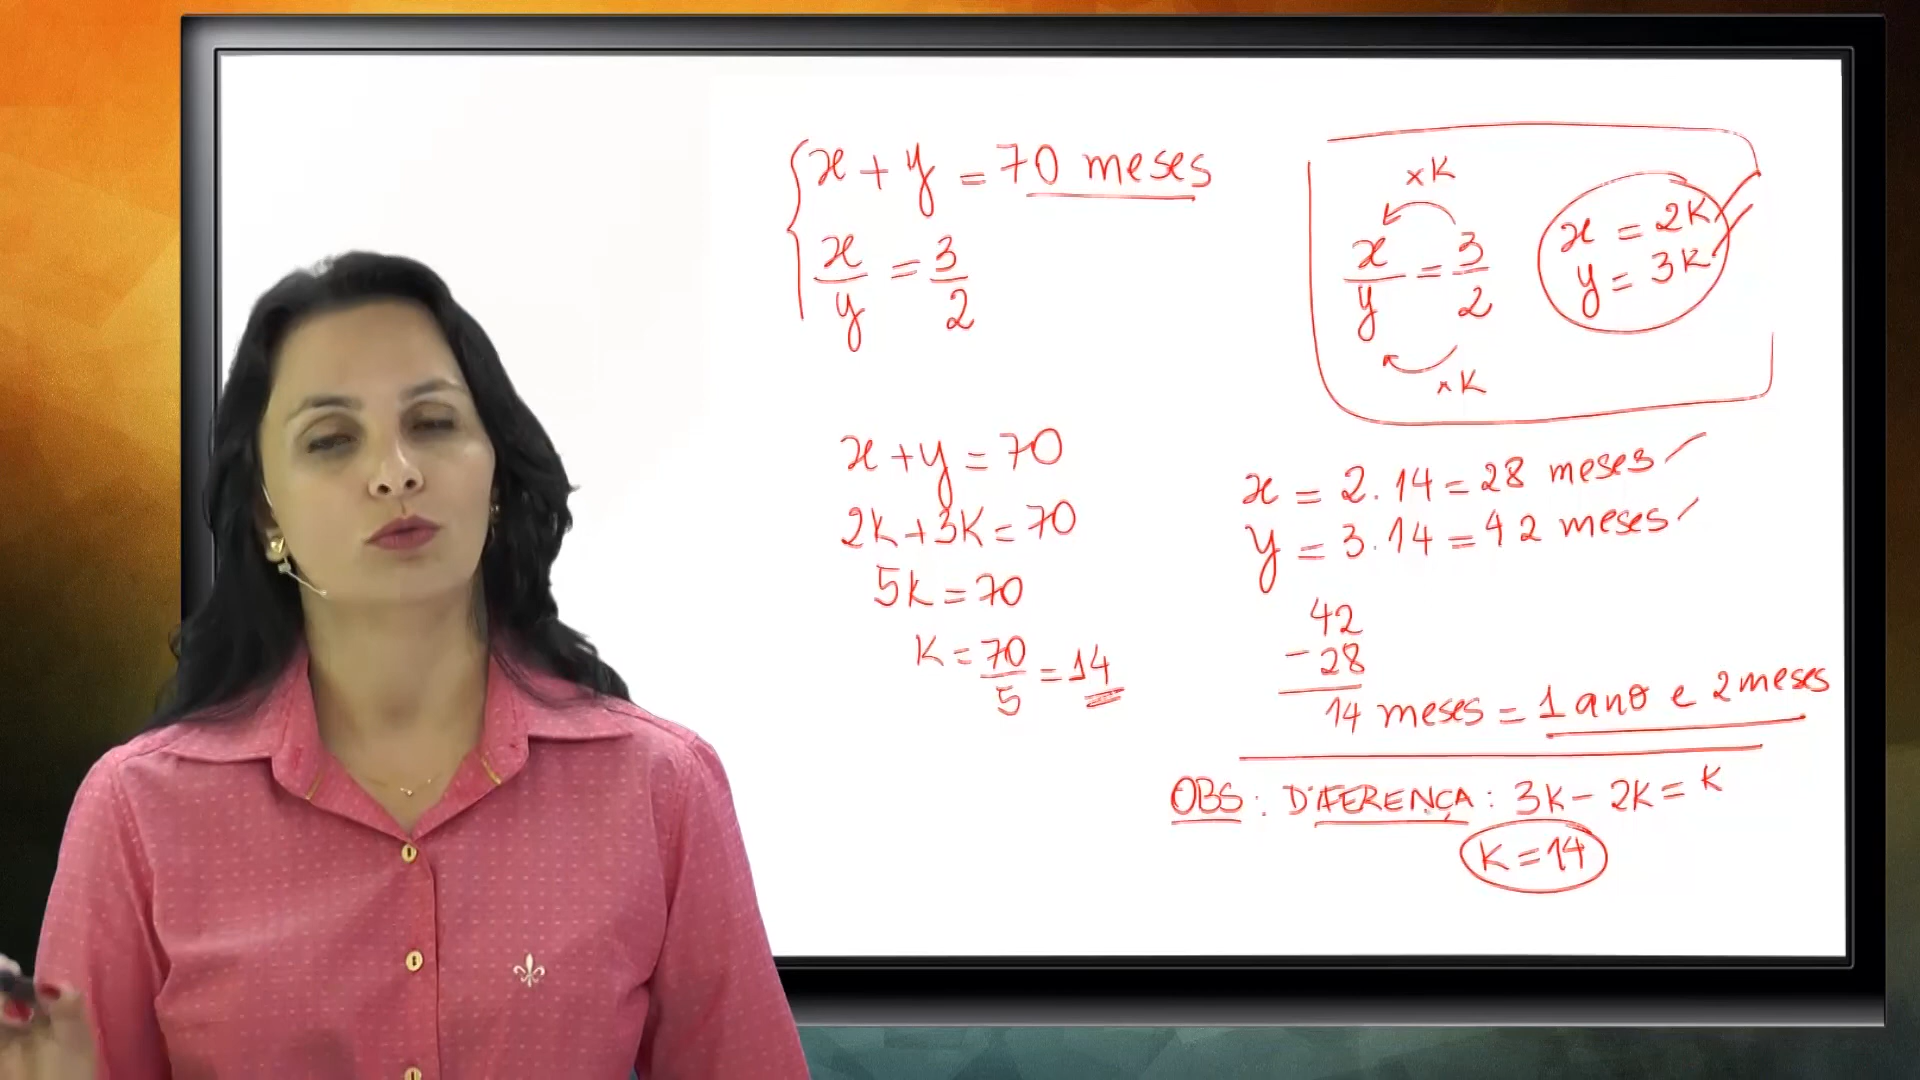 x + y = 70 meses
x/y = 3/2
x + y = 70
2K + 3K = 70
5K = 70
K = 70/5 = 14
xK
x/y = 3/2
xK
x = 2K
y = 3K
x = 2.14 = 28 meses
y = 3.14 = 42 meses
42
- 28
14 meses = 1 ano e 2 meses
OBS: DIFERENÇA: 3K - 2K = K
K = 14